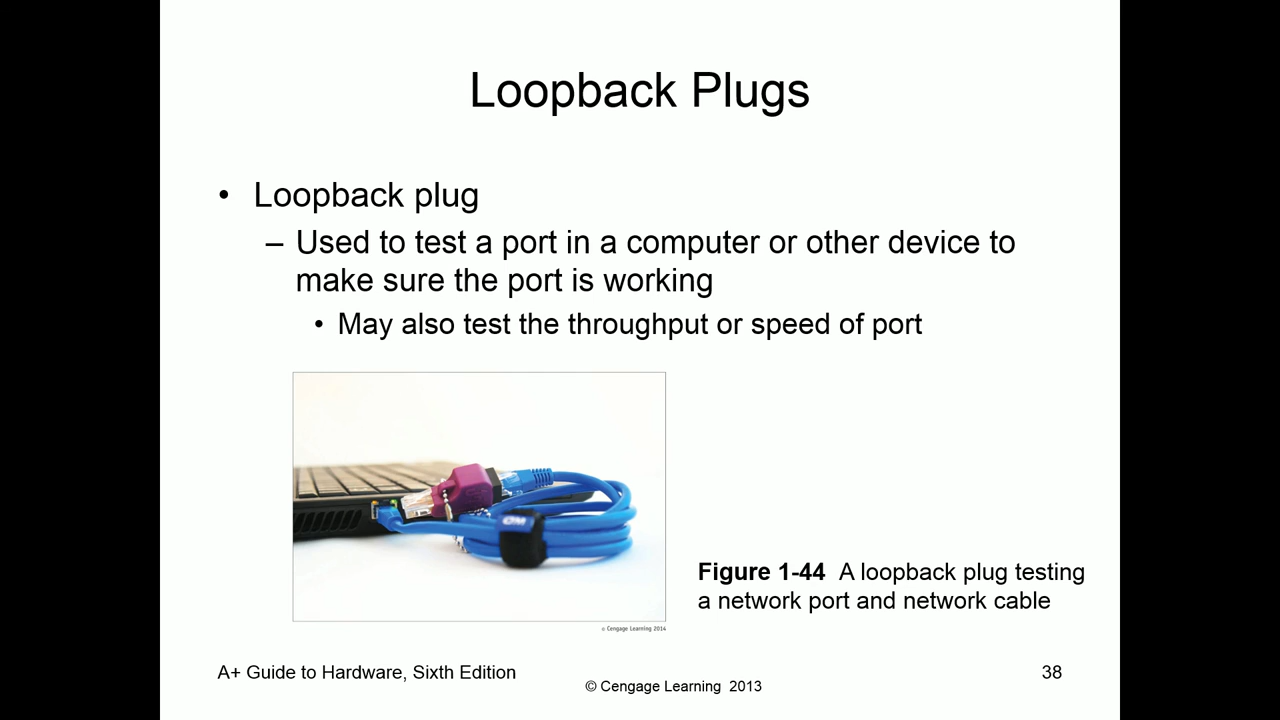 Loopback Plugs
• Loopback plug
– Used to test a port in a computer or other device to
make sure the port is working
• May also test the throughput or speed of port
© Cengage Learning 2014
Figure 1-44 A loopback plug testing
a network port and network cable
A+ Guide to Hardware, Sixth Edition
© Cengage Learning 2013
38